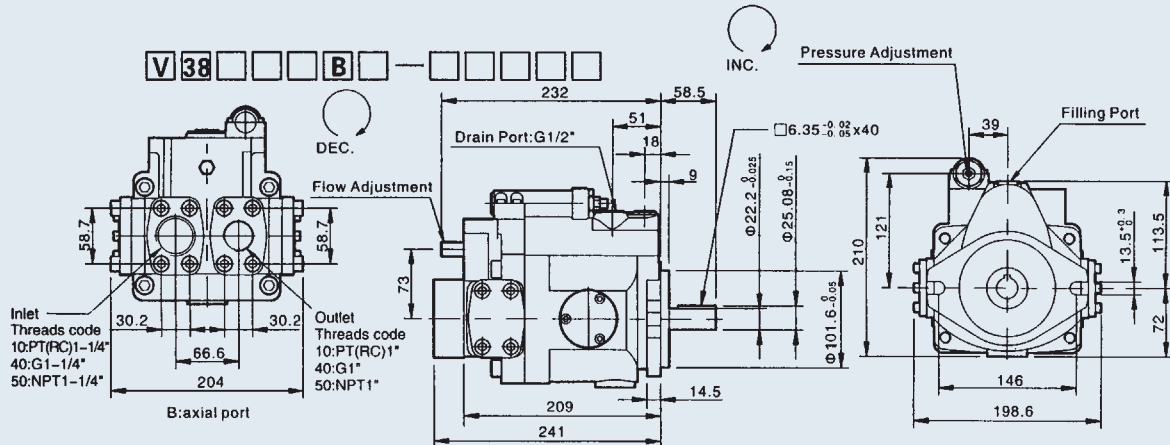 V 38 B —
INC.
DEC.
Pressure Adjustment
Filling Port
Flow Adjustment
Drain Port:G1/2"
232
58.5
51
18
9
□6.35 -0.02 -0.05 x40
Φ22.2 0 -0.025
Φ25.08 0 -0.15
Φ101.6 0 -0.05
73
14.5
209
241
58.7
58.7
Inlet
Threads code
10:PT(RC)1-1/4"
40:G1-1/4"
50:NPT1-1/4"
30.2
30.2
66.6
204
Outlet
Threads code
10:PT(RC)1"
40:G1"
50:NPT1"
B:axial port
39
210
121
13.5 +0.3 0
113.5
72
146
198.6